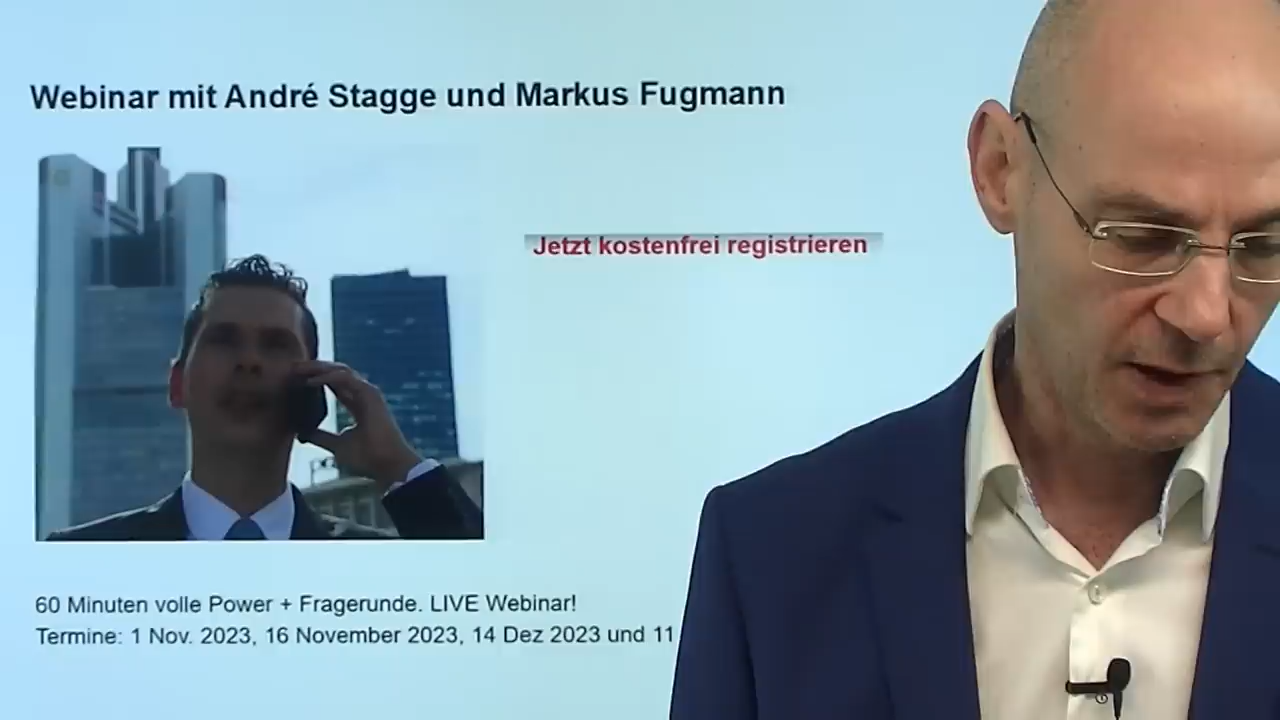 Webinar mit André Stagge und Markus Fugmann
Jetzt kostenfrei registrieren
60 Minuten volle Power + Fragerunde. LIVE Webinar!
Termine: 1 Nov. 2023, 16 November 2023, 14 Dez 2023 und 11